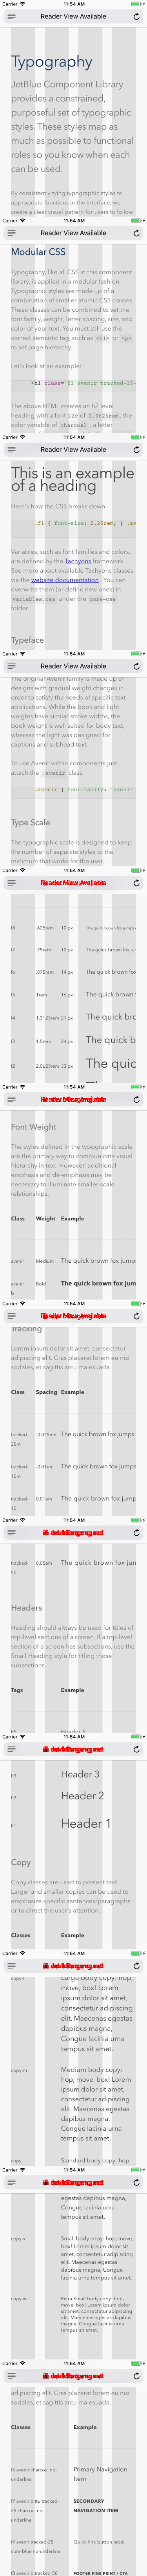 Carrier 11:54 AM
Reader View Available
Typography
JetBlue Component Library
provides a constrained,
purposeful set of typographic
styles. These styles map as
much as possible to functional
roles so you know when each
can be used.
By consistently typographic styles to
appropriate functions in the interface, we
create a clear visual pattern for users to follow
Carrier 11:54 AM
Reader View Available
Modular CSS
Typography, like all CSS in this component
library, is applied in a modular fashion.
Typographic styles are made up of a
combination of smaller atomic CSS classes.
These classes can be combined to set the
font family, weight, letter spacing, size, and
color of your text. You must still use the
correct semantic tag, such as <h1> or <p>
to set page hierarchy.
Let's look at an example:
<h1 class="f1 avenir tracked-25-
The above HTML creates an h2 level
heading with a font size of 2.0625rem, the
color variable of charcoal, a letter
Carrier 11:54 AM
Reader View Available
This is an example
of a heading
Here's how the CSS breaks down:
.f1 { font-size: 2.25rem; } .av
Variables, such as font families and colors,
are defined by the Tachyons framework.
Learn more about available Tachyons classes
via the website documentation. You can
overwrite them (or define new ones) in
variables.css under the core-css
folder.
Typeface
Carrier 11:54 AM
Reader View Available
The original Avenir family is made up of
designs with gradual weight changes in
order to satisfy the needs of specific text
applications. While the book and light
weights have similar stroke widths, the
book weight is well suited for body text,
whereas the light was designed for
captions and subhead text.
To use Avenir within components just
attach the .avenir class.
.avenir { font-family: 'avenir
Type Scale
The typographic scale is designed to keep
the number of separate styles to the
minimum that works for the user.
Carrier 11:54 AM
Reader View Available
f8 .625rem 10 px The quick brown fox jumps
f7 .75rem 12 px The quick brown fox jum
f6 .875rem 14 px The quick brown fox
f5 1rem 16 px The quick brown
f4 1.3125rem 21 px The quick brc
f3 1.5rem 24 px The quick b
f2 2.0625rem 33 px The quic
Carrier 11:54 AM
Reader View Available
Font Weight
The styles defined in the typographic scale
are the primary way to communicate visual
hierarchy in text. However, additional
emphasis and de-emphasis may be
necessary to illuminate smaller-scale
relationships.
Class Weight Example
avenir Medium The quick brown fox jump
avenir Bold The quick brown fox jum
b
Carrier 11:54 AM
Reader View Available
Tracking
Lorem ipsum dolor sit amet, consectetur
adipiscing elit. Cras placerat lorem eu nisi
sodales, et sagittis arcu malesuada.
Class Spacing Example
tracked- -0.025em The quick brown fox jumps
25-n
tracked- -0.01em The quick brown fox jumps
10-n
tracked- 0.01em The quick brown fox jump
10
Carrier 11:54 AM
tracked- 0.05em The quick brown fox jun
50
Headers
Heading should always be used for titles of
top-level sections of a screen. If a top-level
section of a screen has subsections, use the
Small Heading style for titling those
subsections.
Tags Example
Carrier 11:54 AM
h3 Header 3
h2 Header 2
h1 Header 1
Copy
Copy classes are used to present text.
Larger and smaller copies can be used to
emphasize specific sentences/paragraphs
or to direct the user's attention.
Classes Example
Carrier 11:54 AM
copy-l Large body copy: hop,
move, box! Lorem
ipsum dolor sit amet,
consectetur adipiscing
elit. Maecenas egestas
dapibus magna,
Congue lacinia urna
tempus sit amet.
copy-m Medium body copy:
hop, move, box! Lorem
ipsum dolor sit amet,
consectetur adipiscing
elit. Maecenas egestas
dapibus magna,
Congue lacinia urna
tempus sit amet.
copy Standard body copy: hop,
Carrier 11:54 AM
egestas dapibus magna,
Congue lacinia urna
tempus sit amet.
copy-s Small body copy: hop, move,
box! Lorem ipsum dolor sit
amet, consectetur adipiscing
elit. Maecenas egestas
dapibus magna, Congue
lacinia urna tempus sit amet.
copy-xs Extra Small body copy: hop,
move, box! Lorem ipsum dolor
sit amet, consectetur adipiscing
elit. Maecenas egestas dapibus
magna, Congue lacinia urna
tempus sit amet.
Carrier 11:54 AM
adipiscing elit. Cras placerat lorem eu nisi
sodales, et sagittis arcu malesuada.
Classes Example
f5 avenir charcoal no- Primary Navigation
underline Item
SECONDARY
25 charcoal no- NAVIGATION ITEM
underline
f7 avenir tracked-25 Quick link button label
core-blue no-underline
f8 avenir b tracked-50 FOOTER FINE PRINT / CTA